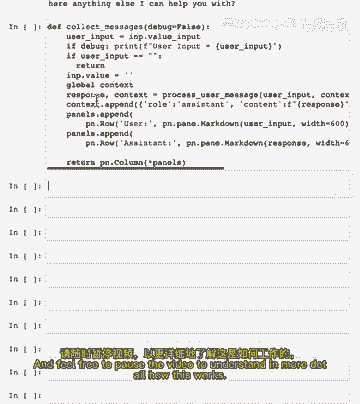 here anything else I can help you with?
In [ ]: def collect_messages(debug=False):
user_input = inp.value_input
if debug: print(f"User Input = {user_input}")
if user_input == "":
return
inp.value = ''
global context
response, context = process_user_message(user_input, contex
context.append({'role':'assistant', 'content':f"{response}"
panels.append(
pn.Row('User:', pn.pane.Markdown(user_input, width=600)
panels.append(
pn.Row('Assistant:', pn.pane.Markdown(response, width=6
return pn.Column(*panels)
In [ ]:
In [ ]:
In [ ]:
In [ ]:
In [ ]:
In [ ]:
In [ ]:
In [ ]:
In [ ]:
In [ ]:
请随时暂停视频，以更详细地了解这是如何工作的。
And feel free to pause the video to understand in more det
all how this works.